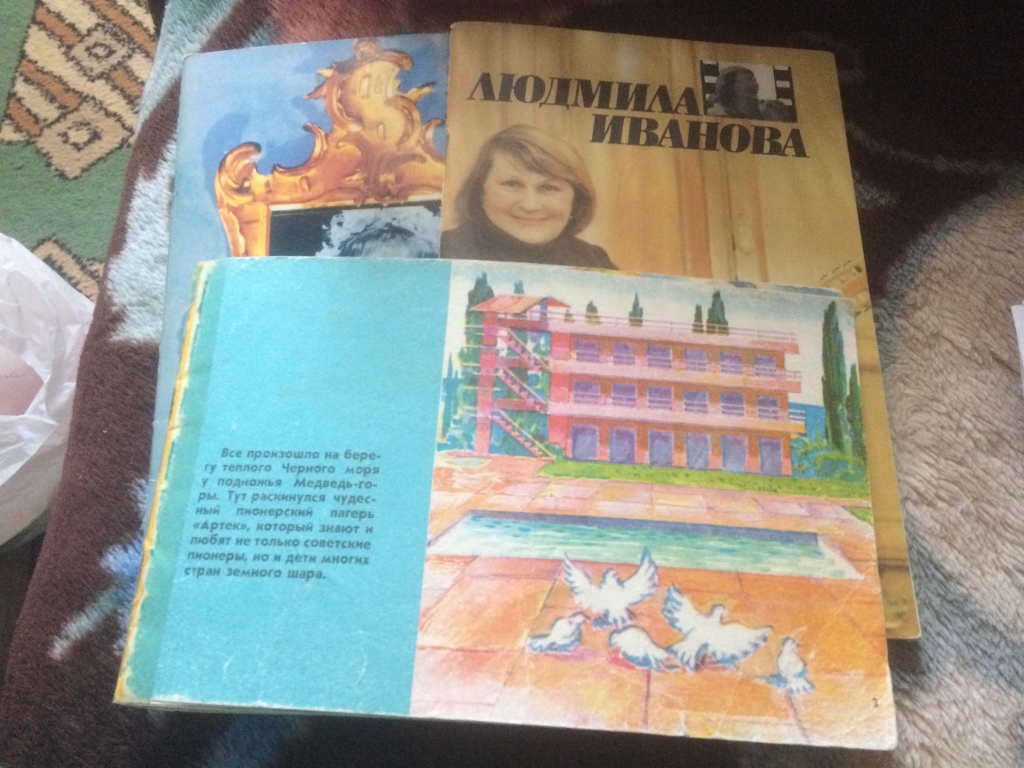 ЛЮДМИЛА
ИВАНОВА
Все произошло на бере-
гу теплого Черного моря
у подножья Медведь-го-
ры. Тут раскинулся чудес-
ный пионерский лагерь
«Артек», который знают и
любят не только советские
пионеры, но и дети многих
стран земного шара.